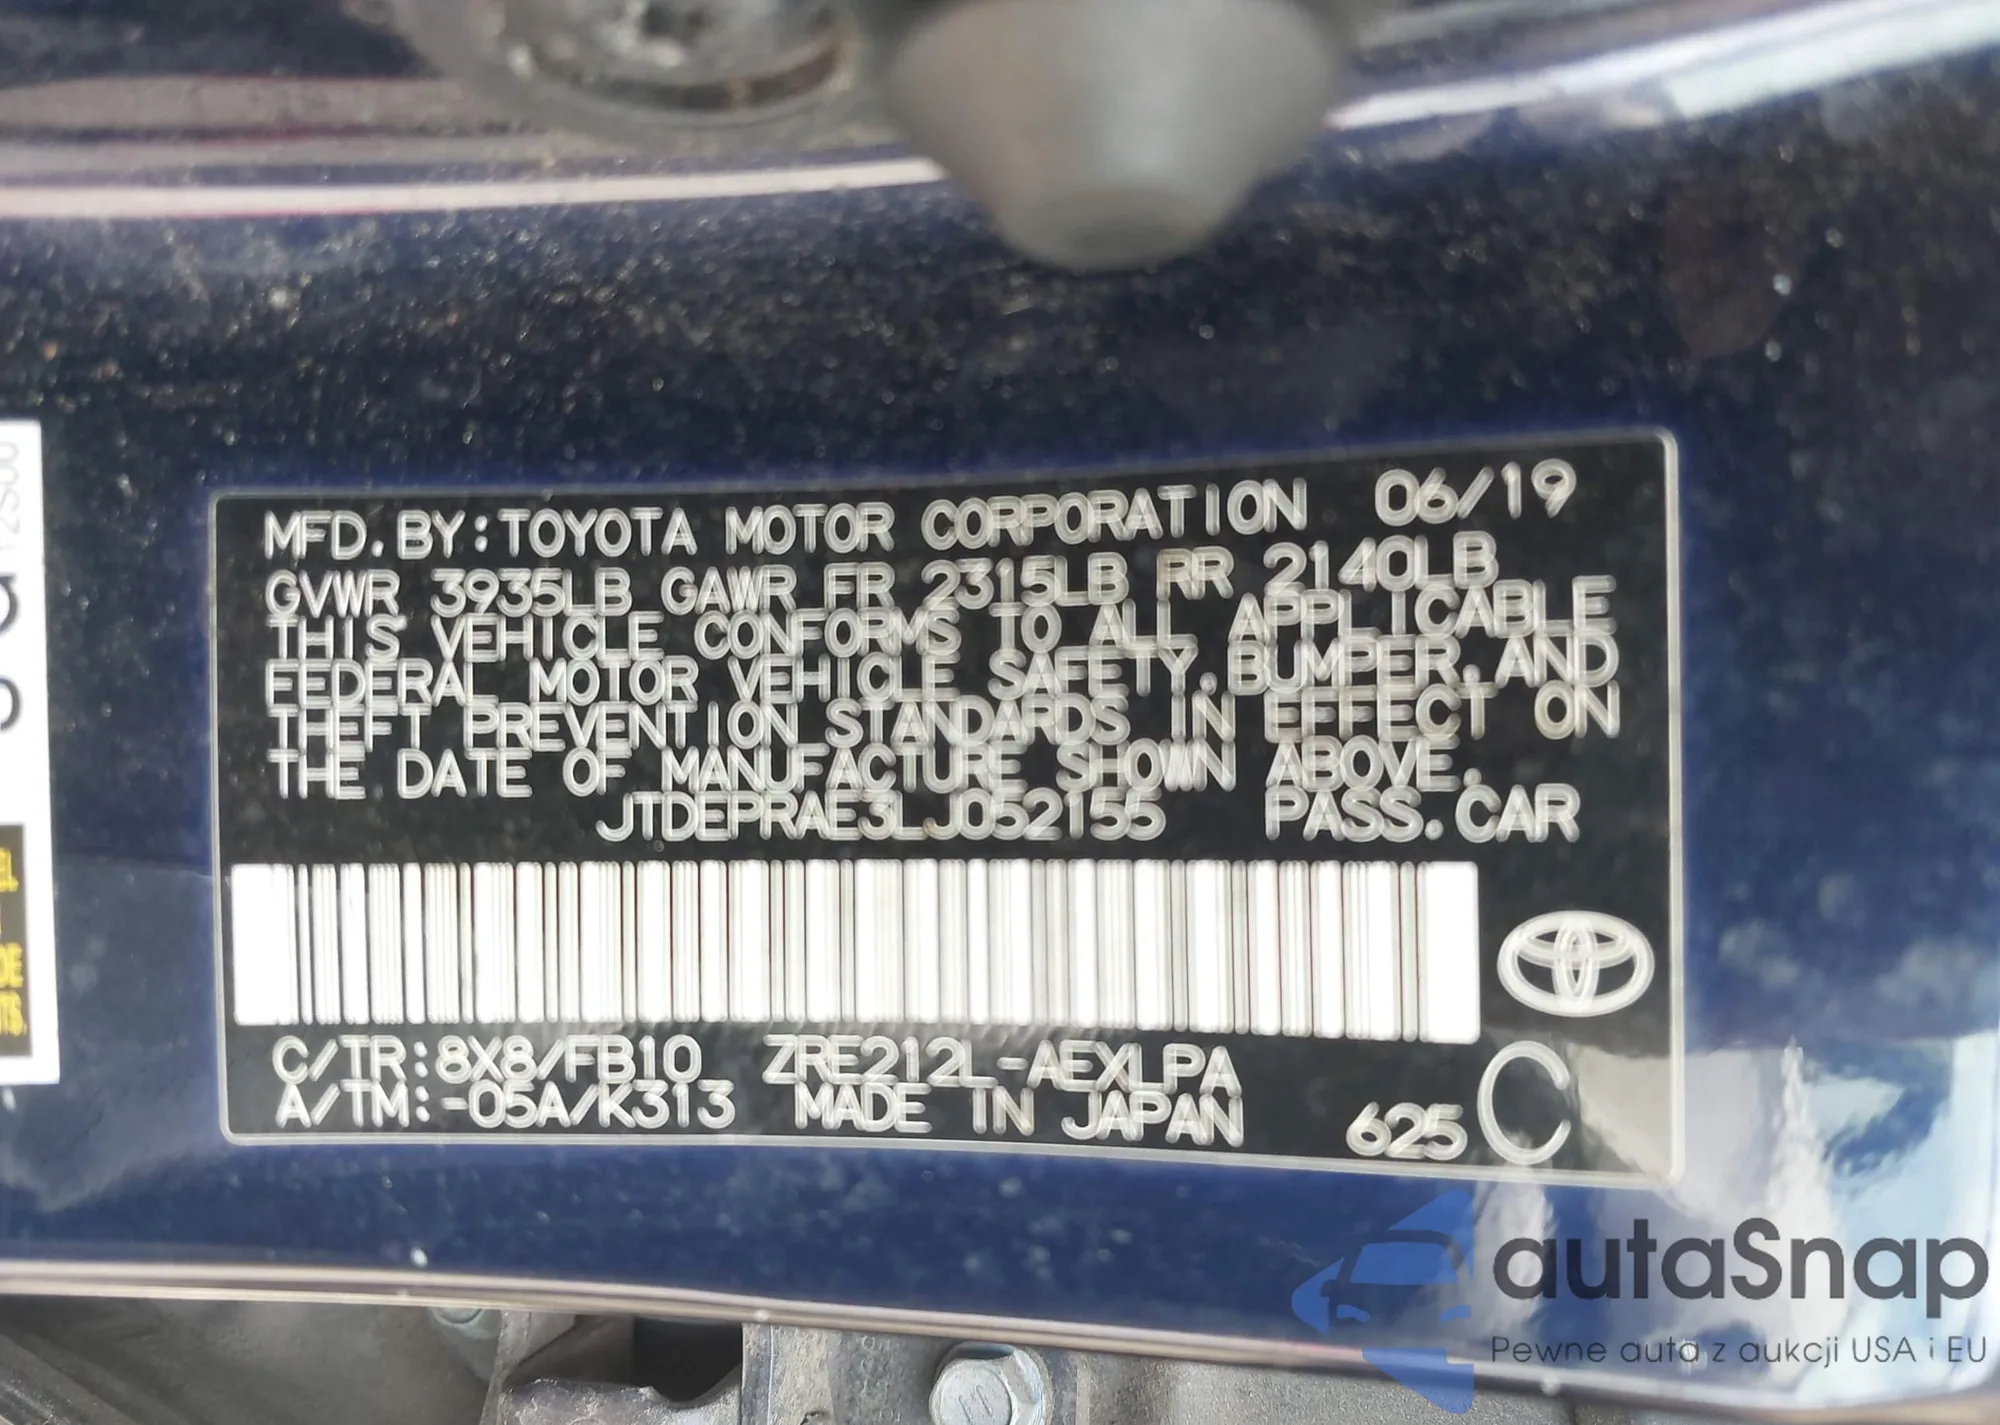 MFD. BY:TOYOTA MOTOR CORPORATION 06/19
GVWR 3935LB GAWR FR 2315LB RR 2140LB
THIS VEHICLE CONFORMS TO ALL APPLICABLE
FEDERAL MOTOR VEHICLE SAFETY,BUMPER,AND
THEFT PREVENTION STANDARDS IN EFFECT ON
THE DATE OF MANUFACTURE SHOWN ABOVE.
JTDEPRAE3LJ052155 PASS.CAR
C/TR:8X8/FB10 ZRE212L-AEXLPA
A/TM:-05A/K313 MADE IN JAPAN 625 C
autaSnap
Pewne auta z aukcji USA i EU